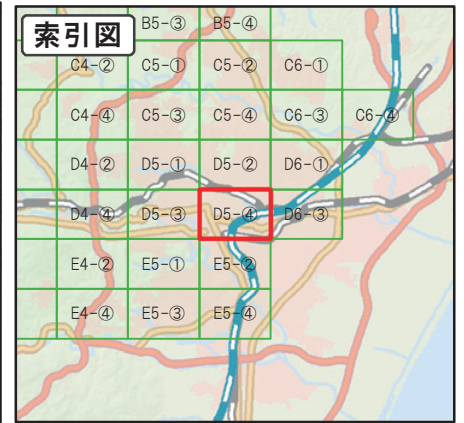 索引図
B5-③ B5-④
C4-② C5-① C5-② C6-①
C4-④ C5-③ C5-④ C6-③ C6-④
D4-② D5-① D5-② D6-①
D4-④ D5-③ D5-④ D6-③
E4-② E5-① E5-②
E4-④ E5-③ E5-④